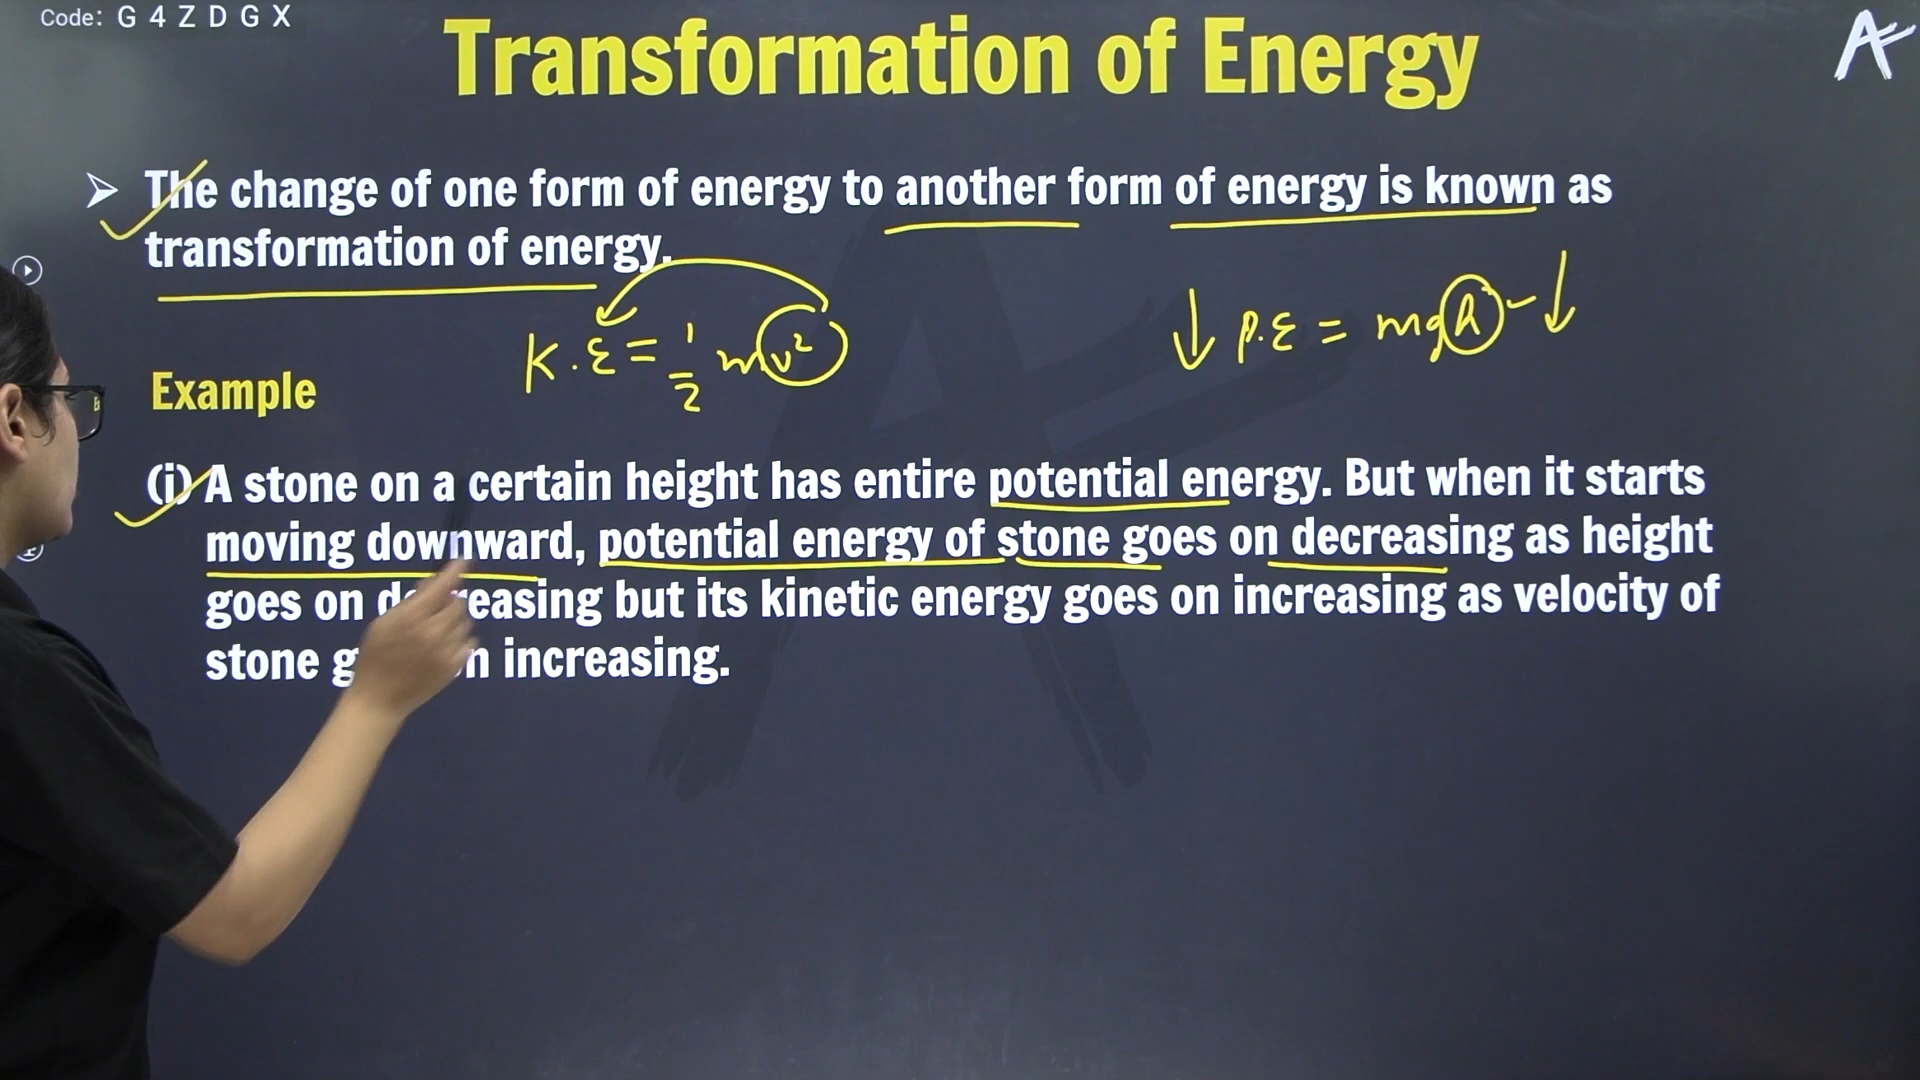 Code: G 4 Z D G X
Transformation of Energy
➢ The change of one form of energy to another form of energy is known as
transformation of energy.
K.E = 1/2 mv²
↓ P.E = mgh - ↓
Example
(i) A stone on a certain height has entire potential energy. But when it starts
moving downward, potential energy of stone goes on decreasing as height
goes on decreasing but its kinetic energy goes on increasing as velocity of
stone increasing.